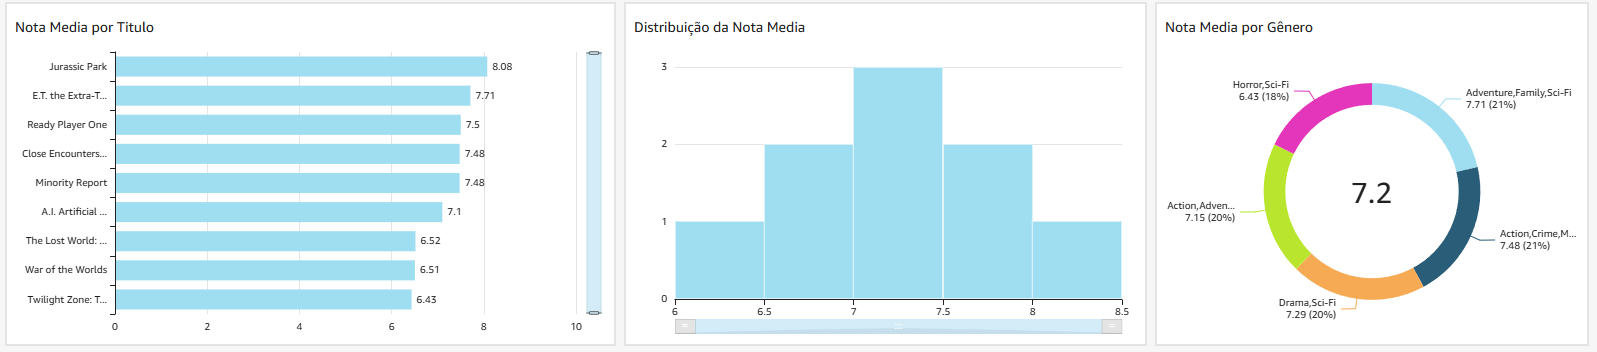 Nota Media por Titulo
Jurassic Park
8.08
E.T. the Extra-T...
7.71
Ready Player One
7.5
Close Encounters...
7.48
Minority Report
7.48
A.I. Artificial ...
7.1
The Lost World: ...
6.52
War of the Worlds
6.51
Twilight Zone: T...
6.43
0 2 4 6 8 10
Distribuição da Nota Media
3
2
1
0
6 6.5 7 7.5 8 8.5
Nota Media por Gênero
Horror,Sci-Fi
6.43 (18%)
Adventure,Family,Sci-Fi
7.71 (21%)
7.2
Action,Adven...
7.15 (20%)
Action,Crime,M...
7.48 (21%)
Drama,Sci-Fi
7.29 (20%)